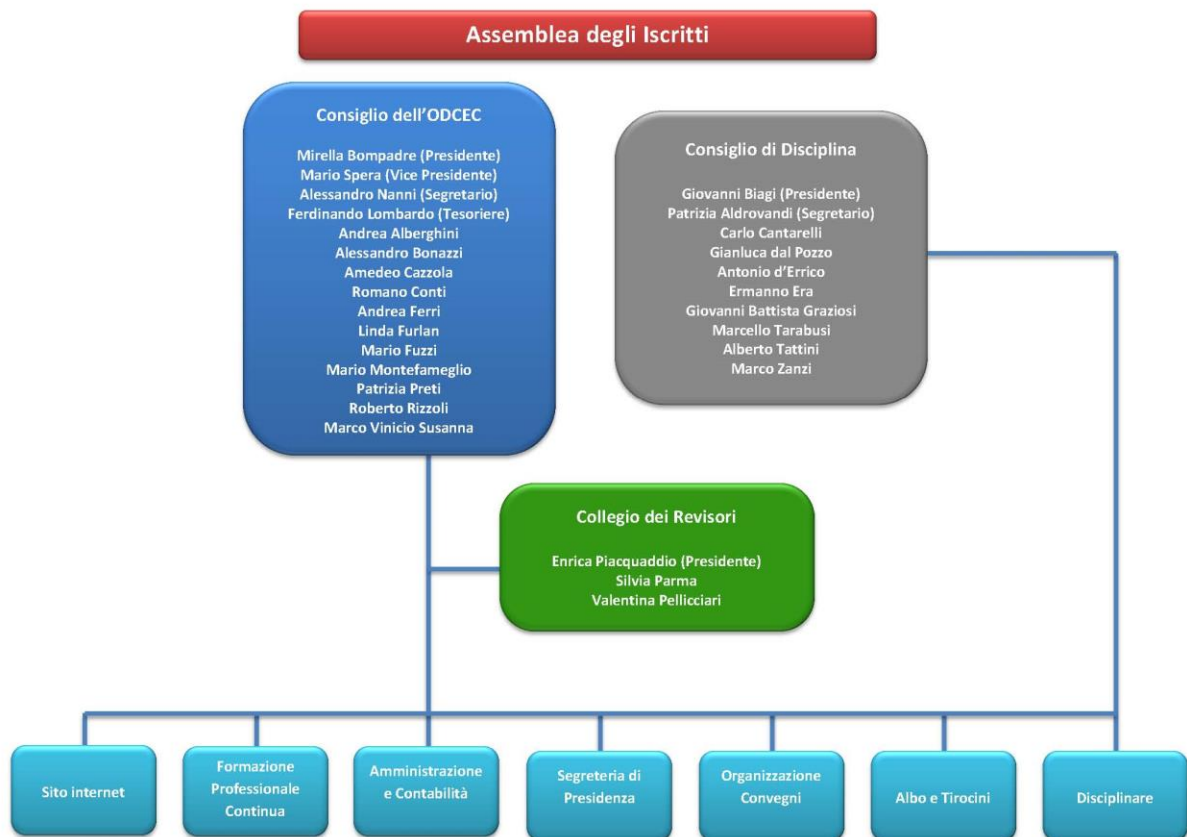 Assemblea degli Iscritti
Consiglio dell’ODCEC
Mirella Bompadre (Presidente)
Mario Spera (Vice Presidente)
Alessandro Nanni (Segretario)
Ferdinando Lombardo (Tesoriere)
Andrea Alberghini
Alessandro Bonazzi
Amedeo Cazzola
Romano Conti
Andrea Ferri
Linda Furlan
Mario Fuzzi
Mario Montefameglio
Patrizia Preti
Roberto Rizzoli
Marco Vinicio Susanna
Consiglio di Disciplina
Giovanni Biagi (Presidente)
Patrizia Aldrovandi (Segretario)
Carlo Cantarelli
Gianluca dal Pozzo
Antonio d’Errico
Ermanno Era
Giovanni Battista Graziosi
Marcello Tarabusi
Alberto Tattini
Marco Zanzi
Collegio dei Revisori
Enrica Piacquaddio (Presidente)
Silvia Parma
Valentina Pellicciari
Sito internet
Formazione
Professionale
Continua
Amministrazione
e Contabilità
Segreteria di
Presidenza
Organizzazione
Convegni
Albo e Tirocini
Disciplinare